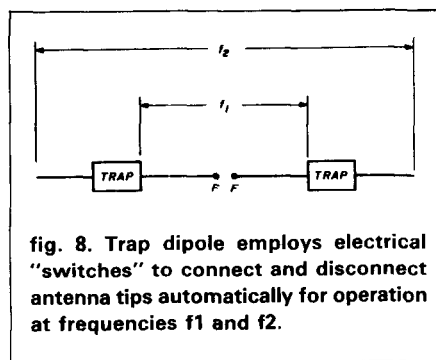 f2
f1
TRAP F F TRAP
fig. 8. Trap dipole employs electrical
"switches" to connect and disconnect
antenna tips automatically for operation
at frequencies f1 and f2.